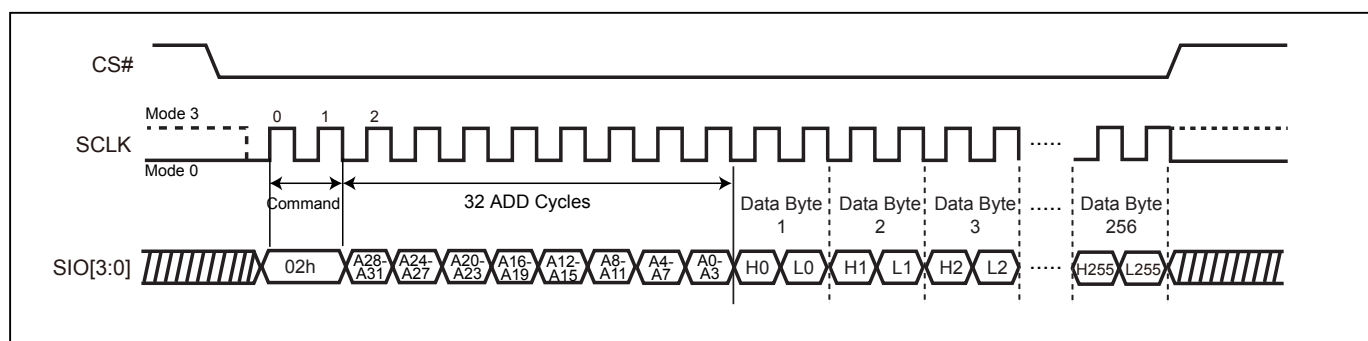 CS#
Mode 3
0 1 2
SCLK
.....
Mode 0
Command
32 ADD Cycles
Data Byte 1
Data Byte 2
Data Byte 3
.....
Data Byte 256
SIO[3:0]
02h
A28-A31
A24-A27
A20-A23
A16-A19
A12-A15
A8-A11
A4-A7
A0-A3
H0 L0 H1 L1 H2 L2 ..... H255 L255